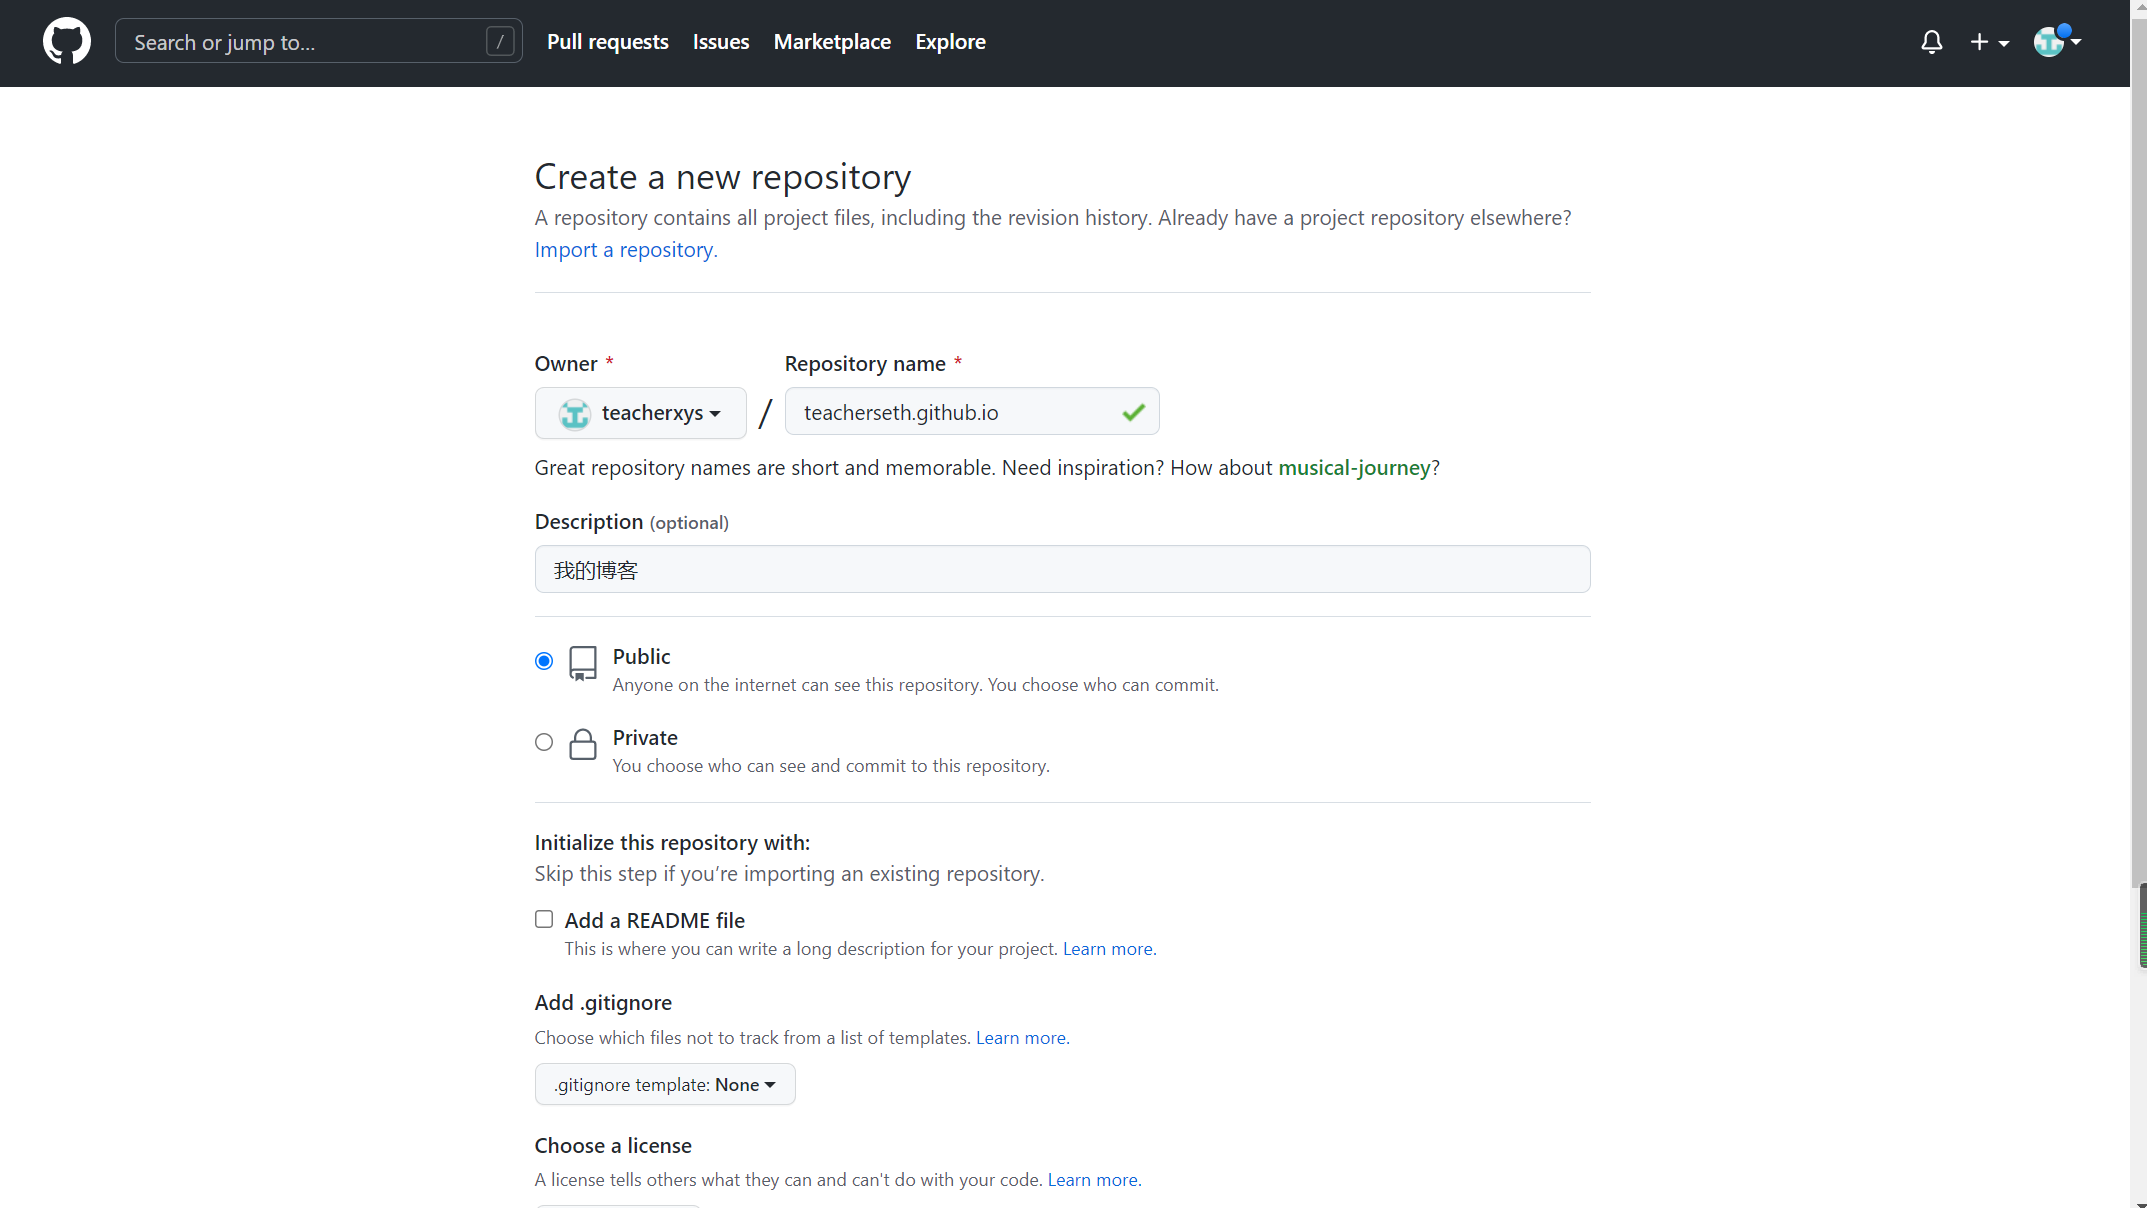 Search or jump to... /
Pull requests Issues Marketplace Explore
Create a new repository
A repository contains all project files, including the revision history. Already have a project repository elsewhere?
Import a repository.
Owner * Repository name *
teacherxys / teacherseth.github.io
Great repository names are short and memorable. Need inspiration? How about musical-journey?
Description (optional)
我的博客
Public
Anyone on the internet can see this repository. You choose who can commit.
Private
You choose who can see and commit to this repository.
Initialize this repository with:
Skip this step if you’re importing an existing repository.
Add a README file
This is where you can write a long description for your project. Learn more.
Add .gitignore
Choose which files not to track from a list of templates. Learn more.
.gitignore template: None
Choose a license
A license tells others what they can and can't do with your code. Learn more.